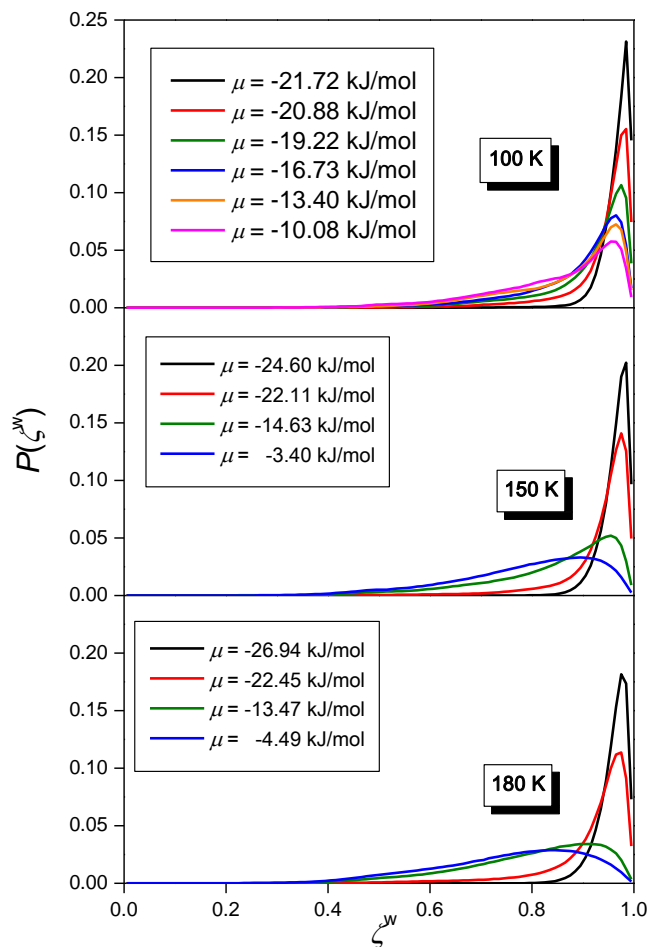 0.25
0.20
0.15
0.10
0.05
0.00
μ = -21.72 kJ/mol
μ = -20.88 kJ/mol
μ = -19.22 kJ/mol
μ = -16.73 kJ/mol
μ = -13.40 kJ/mol
μ = -10.08 kJ/mol
100 K
0.20
0.15
0.10
0.05
0.00
P(ζʷ)
μ = -24.60 kJ/mol
μ = -22.11 kJ/mol
μ = -14.63 kJ/mol
μ = -3.40 kJ/mol
150 K
0.20
0.15
0.10
0.05
0.00
μ = -26.94 kJ/mol
μ = -22.45 kJ/mol
μ = -13.47 kJ/mol
μ = -4.49 kJ/mol
180 K
0.0 0.2 0.4 0.6 0.8 1.0
ζʷ